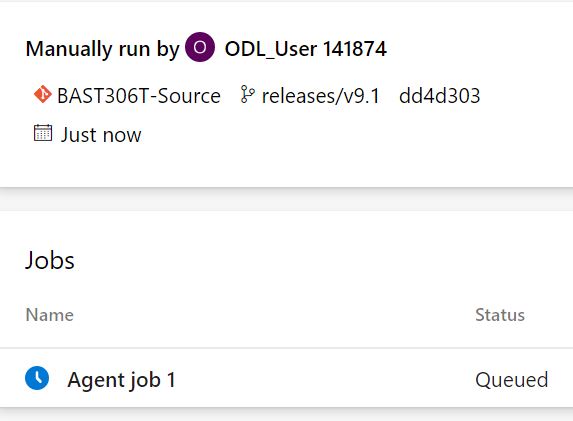 Manually run by O ODL_User 141874
BAST306T-Source releases/v9.1 dd4d303
Just now
Jobs
Name Status
Agent job 1 Queued